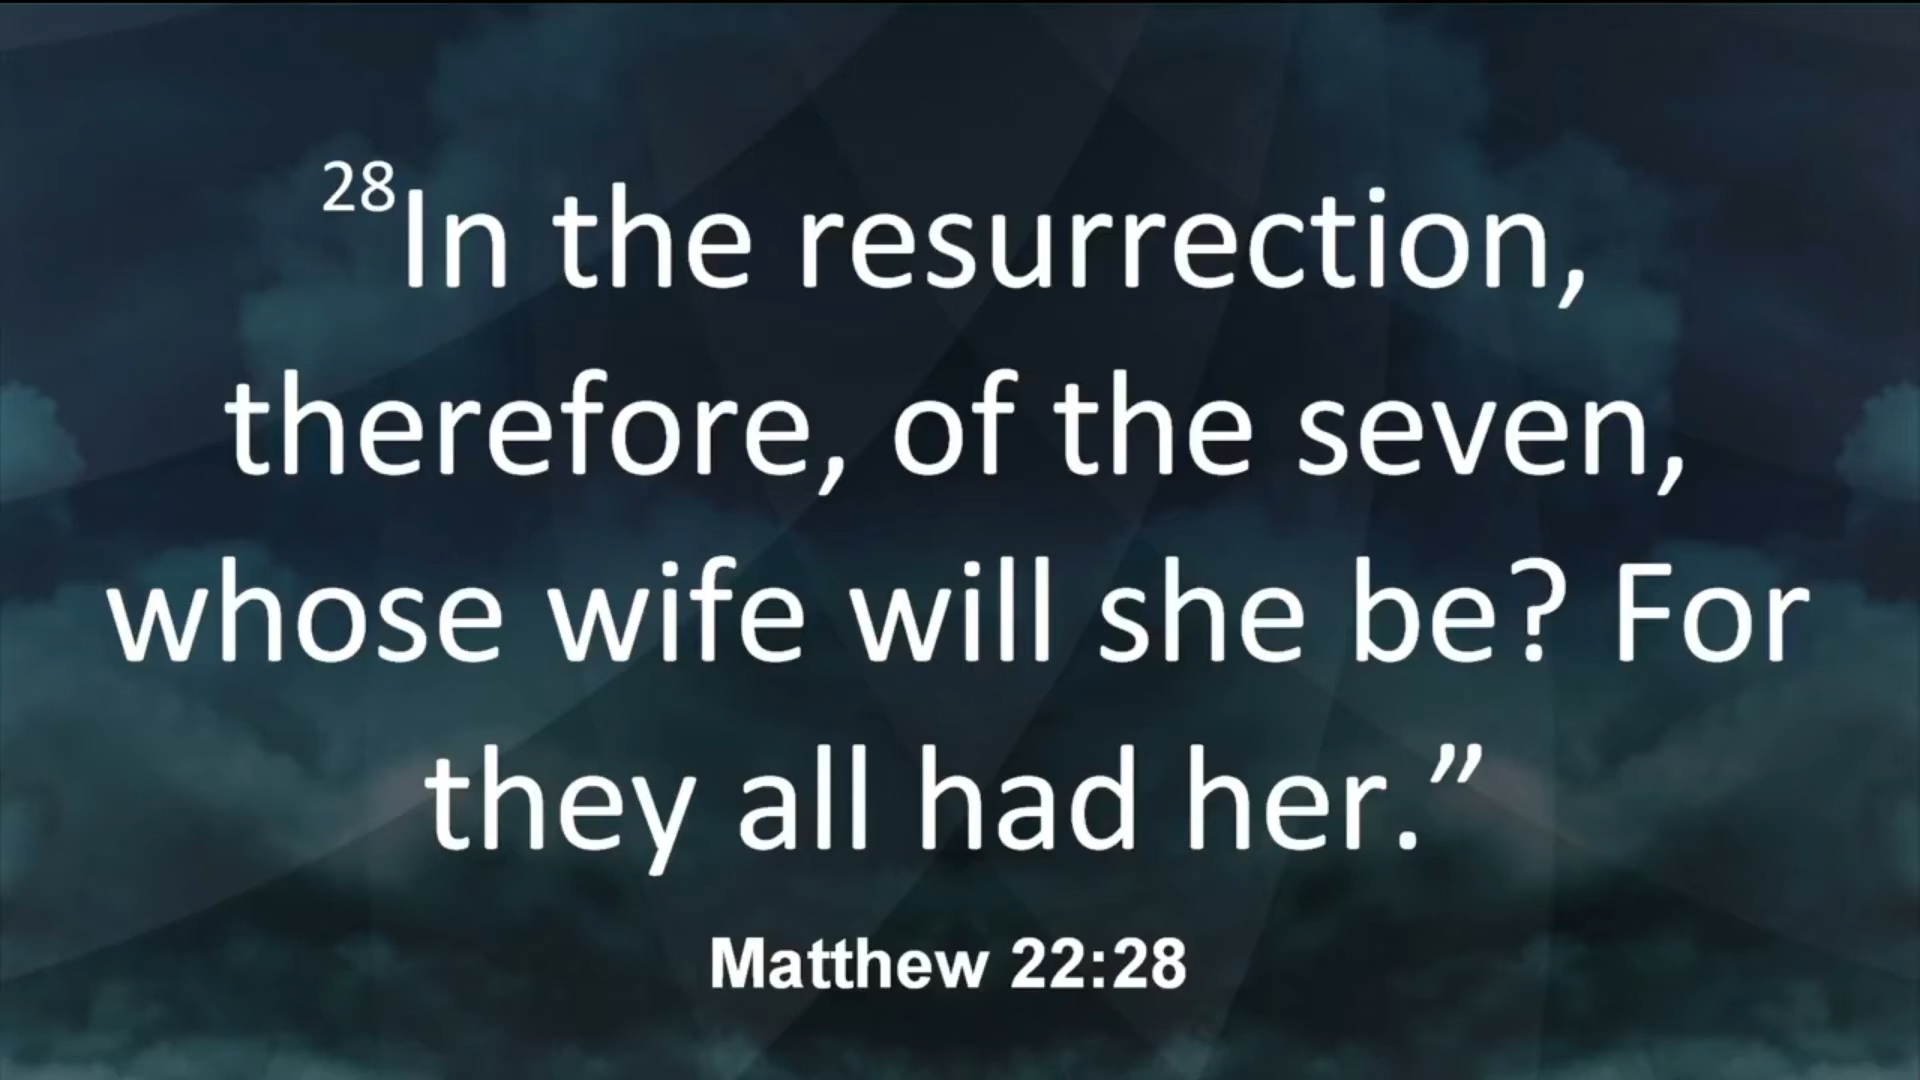 28In the resurrection,
therefore, of the seven,
whose wife will she be? For
they all had her.”
Matthew 22:28